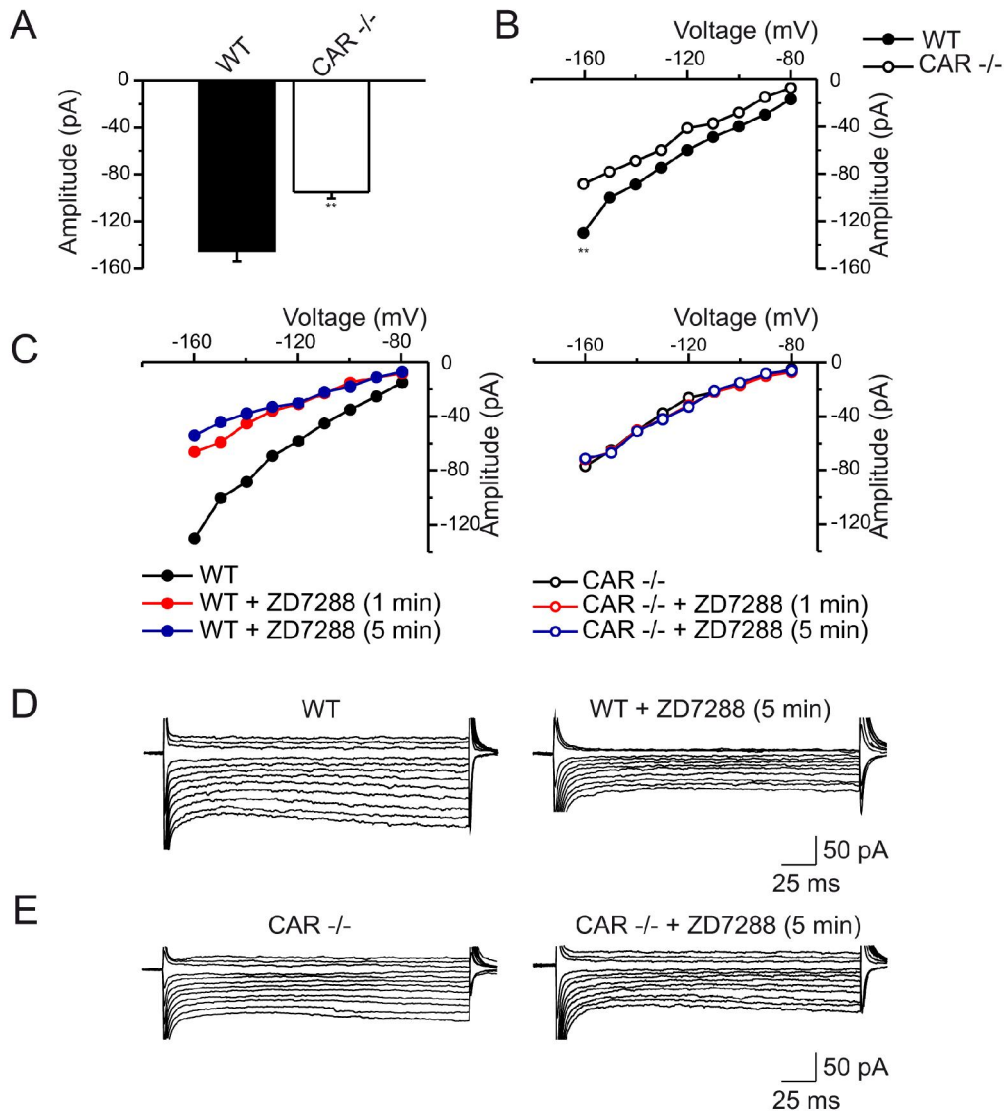 A
WT
CAR -/-
0
-40
-80
-120
-160
Amplitude (pA)
**
B
Voltage (mV)
-160
-120
-80
0
-40
-80
-120
-160
Amplitude (pA)
**
WT
CAR -/-
C
Voltage (mV)
-160
-120
-80
0
-40
-80
-120
Amplitude (pA)
WT
WT + ZD7288 (1 min)
WT + ZD7288 (5 min)
Voltage (mV)
-160
-120
-80
0
-40
-80
-120
Amplitude (pA)
CAR -/-
CAR -/- + ZD7288 (1 min)
CAR -/- + ZD7288 (5 min)
D
WT
WT + ZD7288 (5 min)
50 pA
25 ms
E
CAR -/-
CAR -/- + ZD7288 (5 min)
50 pA
25 ms